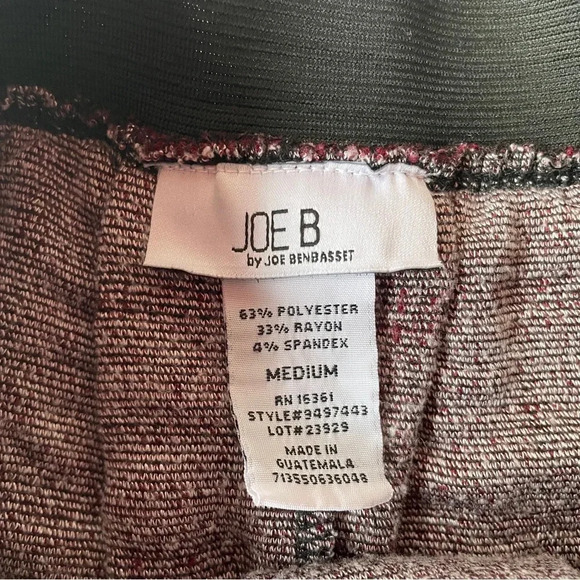 JOE B
by JOE BENBASSET
63% POLYESTER
33% RAYON
4% SPANDEX
MEDIUM
RN 16361
STYLE#9497443
LOT#23929
MADE IN
GUATEMALA
713550636048